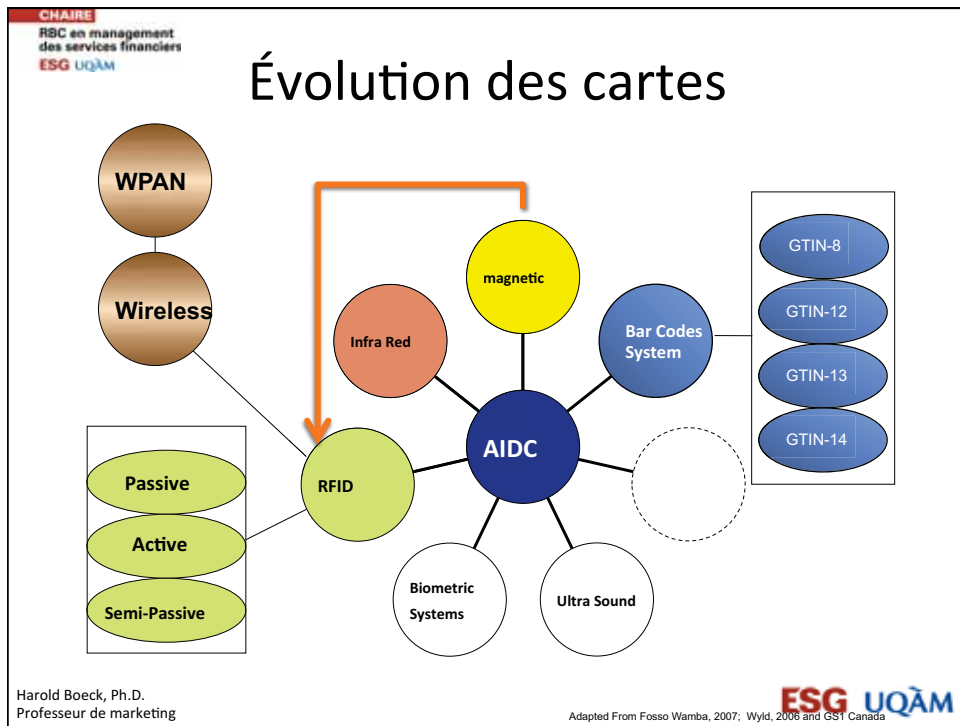 CHAIRE
RBC en management
des services financiers
ESG UQÀM
Évolution des cartes
WPAN
Wireless
magnetic
Infra Red
Bar Codes
System
GTIN-8
GTIN-12
GTIN-13
GTIN-14
AIDC
RFID
Passive
Active
Semi-Passive
Biometric
Systems
Ultra Sound
Harold Boeck, Ph.D.
Professeur de marketing
Adapted From Fosso Wamba, 2007; Wyld, 2006 and GS1 Canada
ESG UQÀM